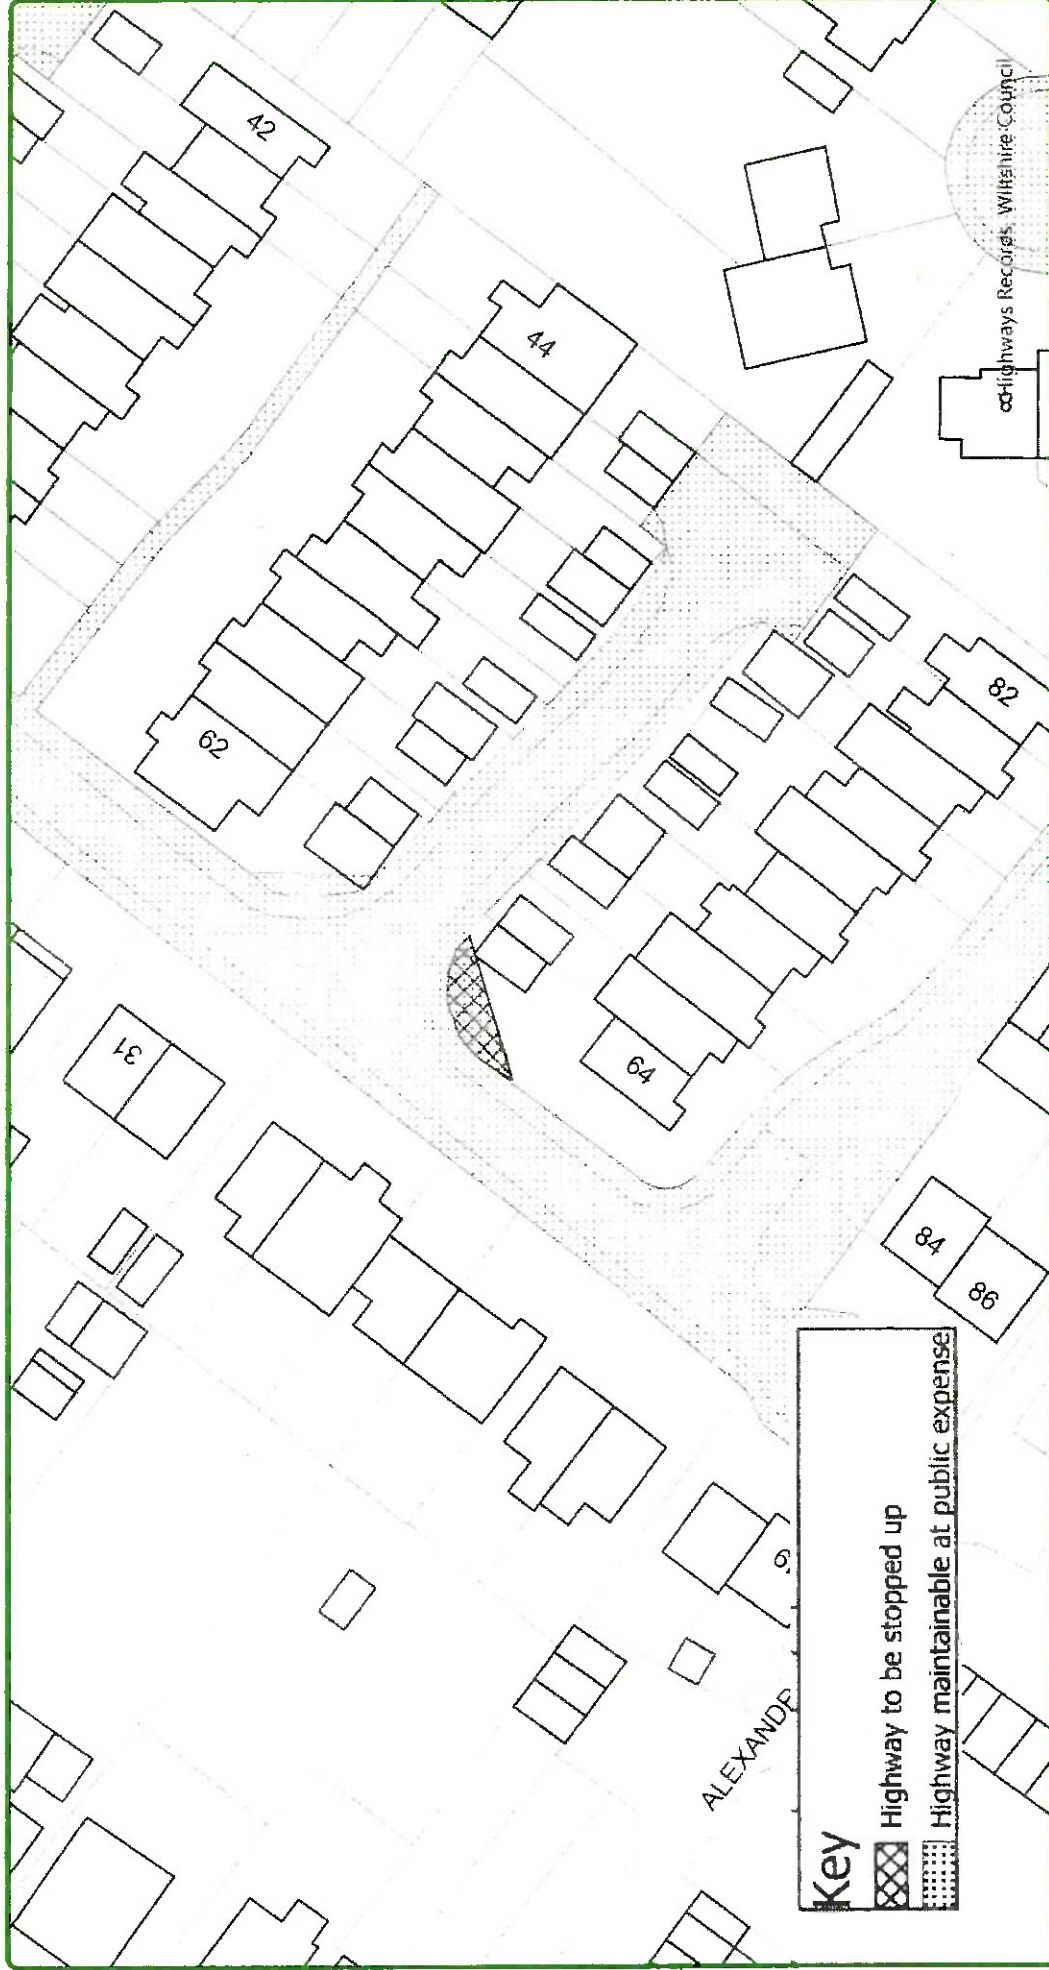 42
44
62
31
64
82
84
86
ALEXANDR
Key
Highway to be stopped up
Highway maintainable at public expense
Highways Records, Wiltshire Council